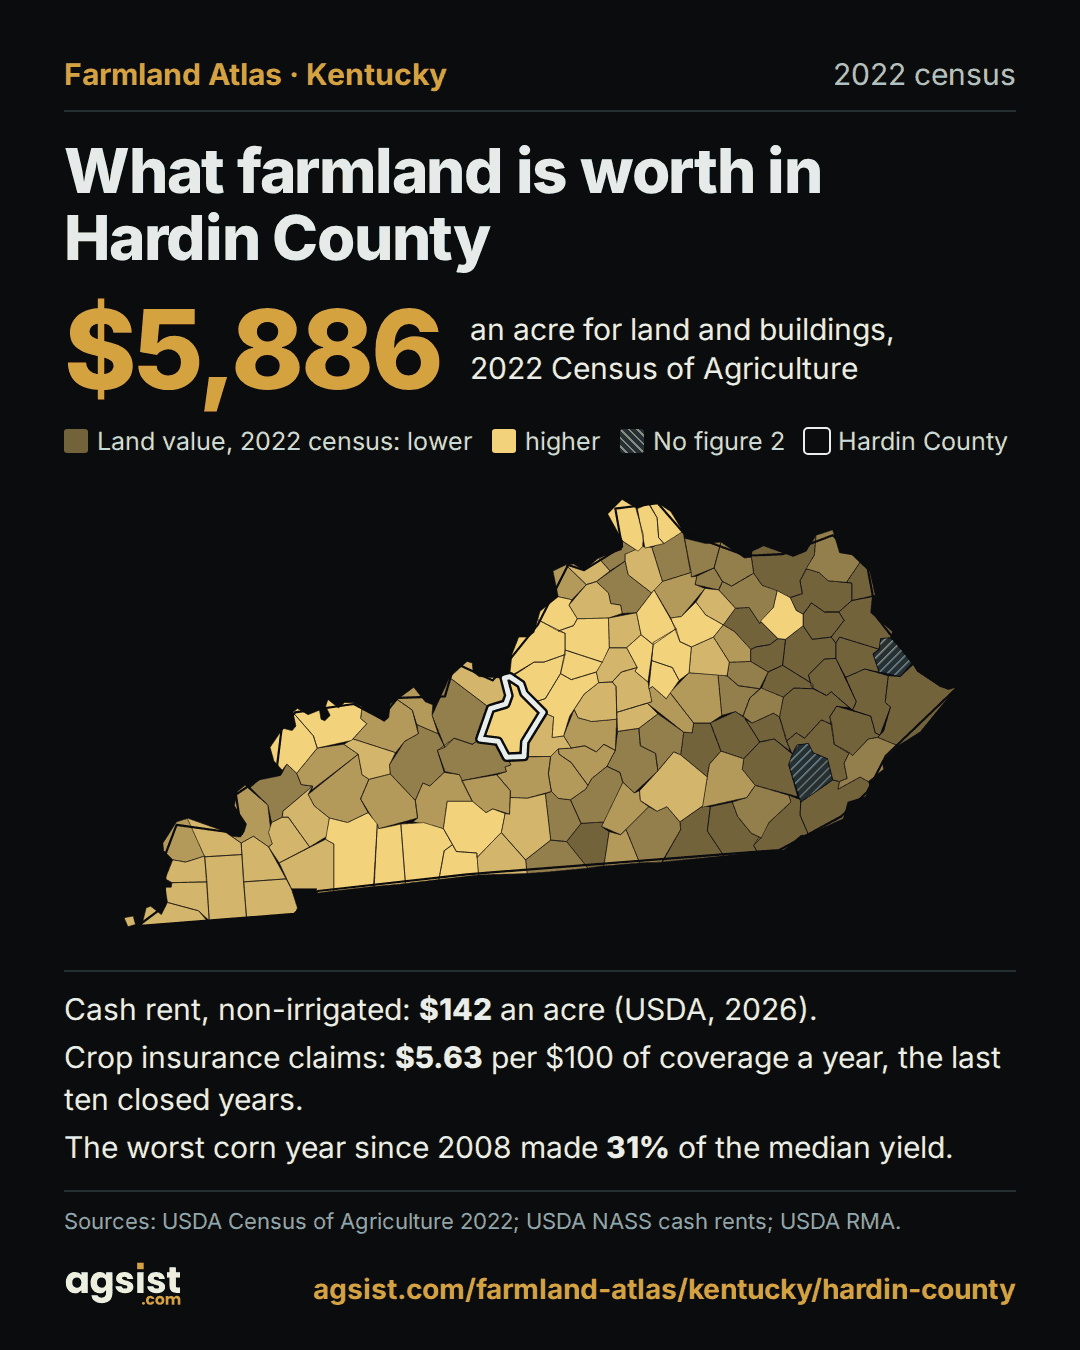 Farmland Atlas · Kentucky
2022 census
What farmland is worth in
Hardin County
$5,886
an acre for land and buildings,
2022 Census of Agriculture
Land value, 2022 census: lower
higher
No figure 2
Hardin County
Cash rent, non-irrigated: $142 an acre (USDA, 2026).
Crop insurance claims: $5.63 per $100 of coverage a year, the last
ten closed years.
The worst corn year since 2008 made 31% of the median yield.
Sources: USDA Census of Agriculture 2022; USDA NASS cash rents; USDA RMA.
agsist
.com
agsist.com/farmland-atlas/kentucky/hardin-county